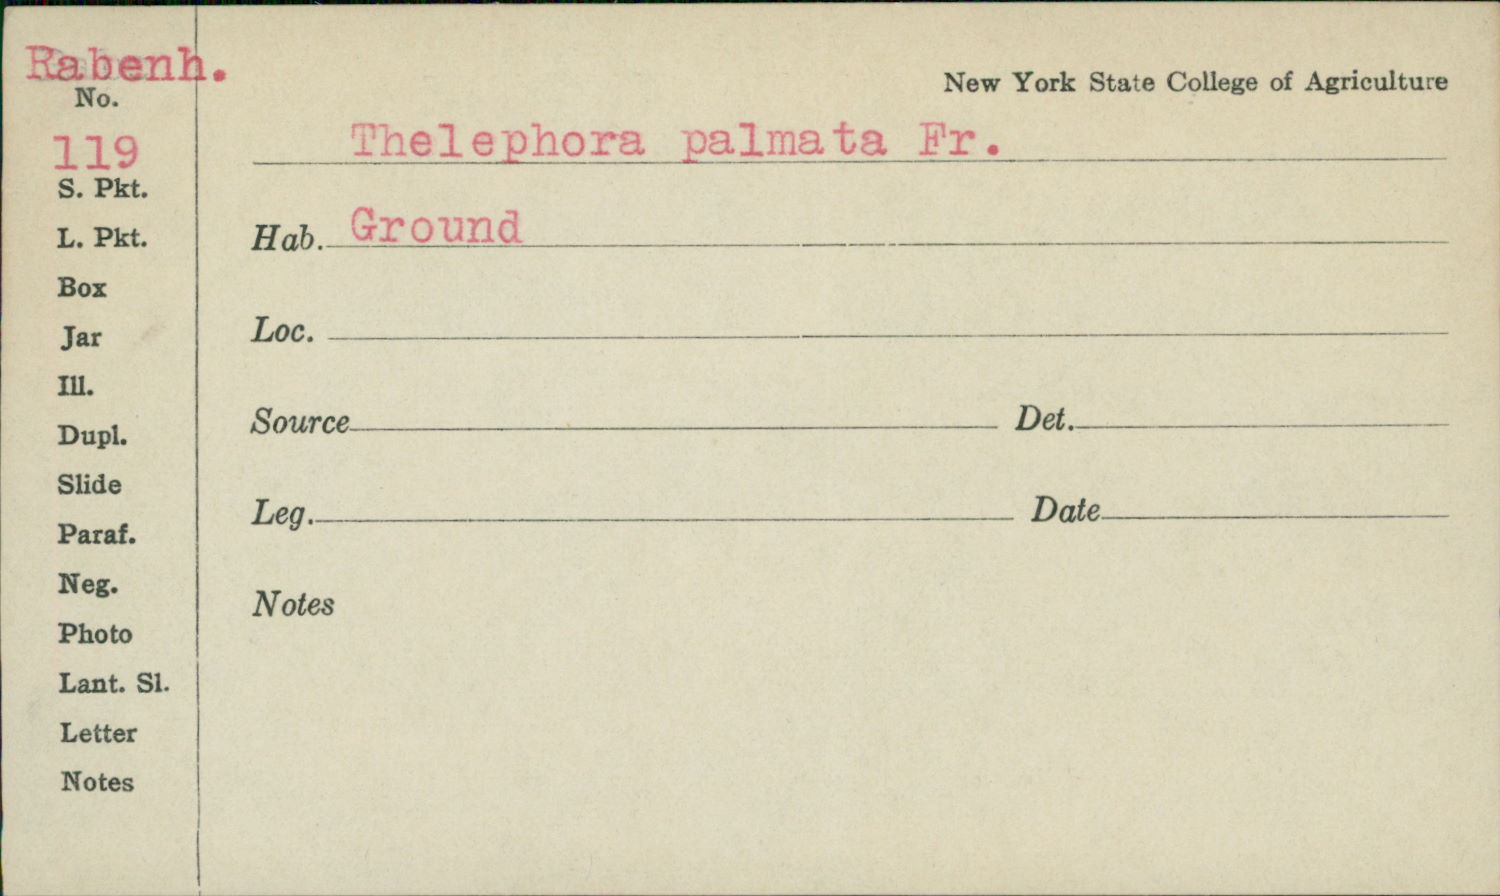 Rabenh.
No.
119
S. Pkt.
L. Pkt.
Box
Jar
Ill.
Dupl.
Slide
Paraf.
Neg.
Photo
Lant. Sl.
Letter
Notes
New York State College of Agriculture
Thelephora palmata Fr.
Hab. Ground
Loc.
Source Det.
Leg. Date
Notes